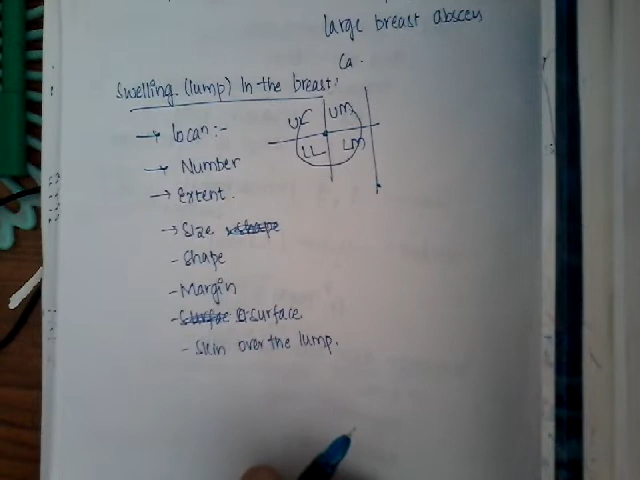 large breast abscess
Ca.
Swelling (lump) In the breast:
→ locan:-
UL UM
LL LM
→ Number
→ Extent.
→ Size
- Shape
- Margin
- surface
- Skin over the lump.